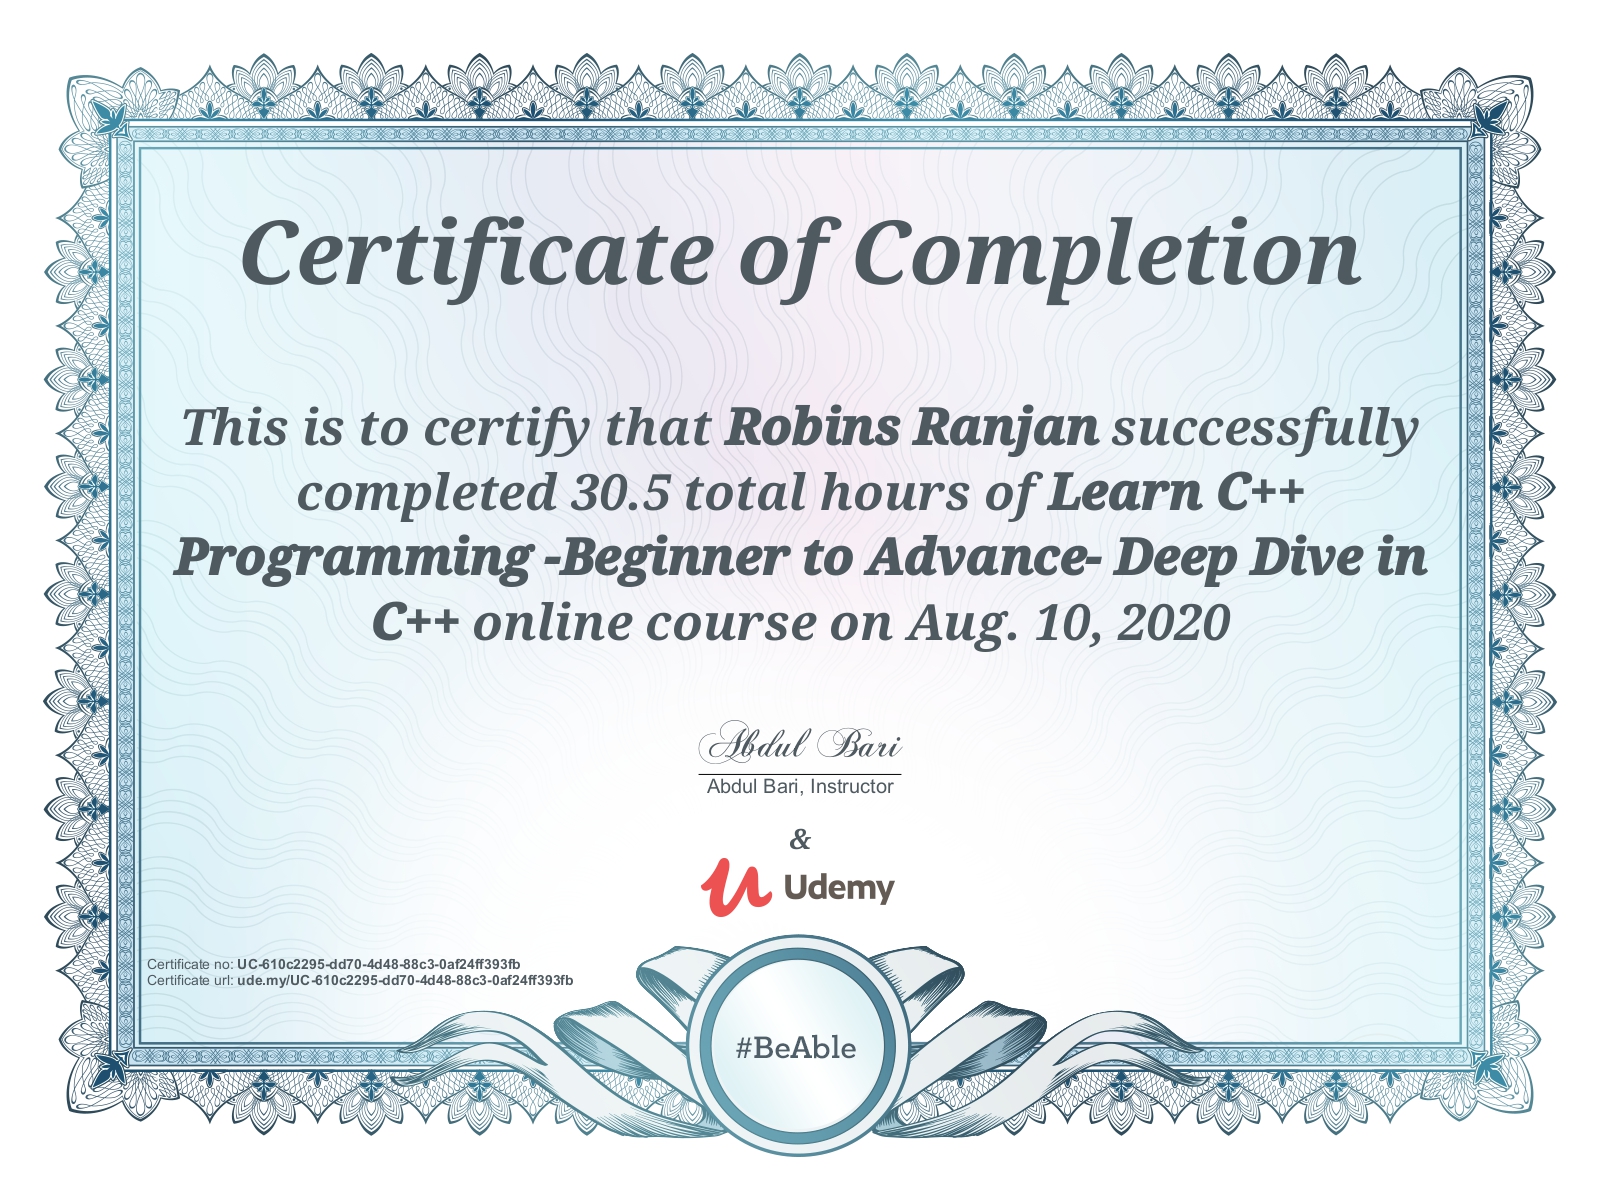 Certificate of Completion
This is to certify that Robins Ranjan successfully
completed 30.5 total hours of Learn C++
Programming -Beginner to Advance- Deep Dive in
C++ online course on Aug. 10, 2020
Abdul Bari
Abdul Bari, Instructor
&
Udemy
Certificate no: UC-610c2295-dd70-4d48-88c3-0af24ff393fb
Certificate url: ude.my/UC-610c2295-dd70-4d48-88c3-0af24ff393fb
#BeAble